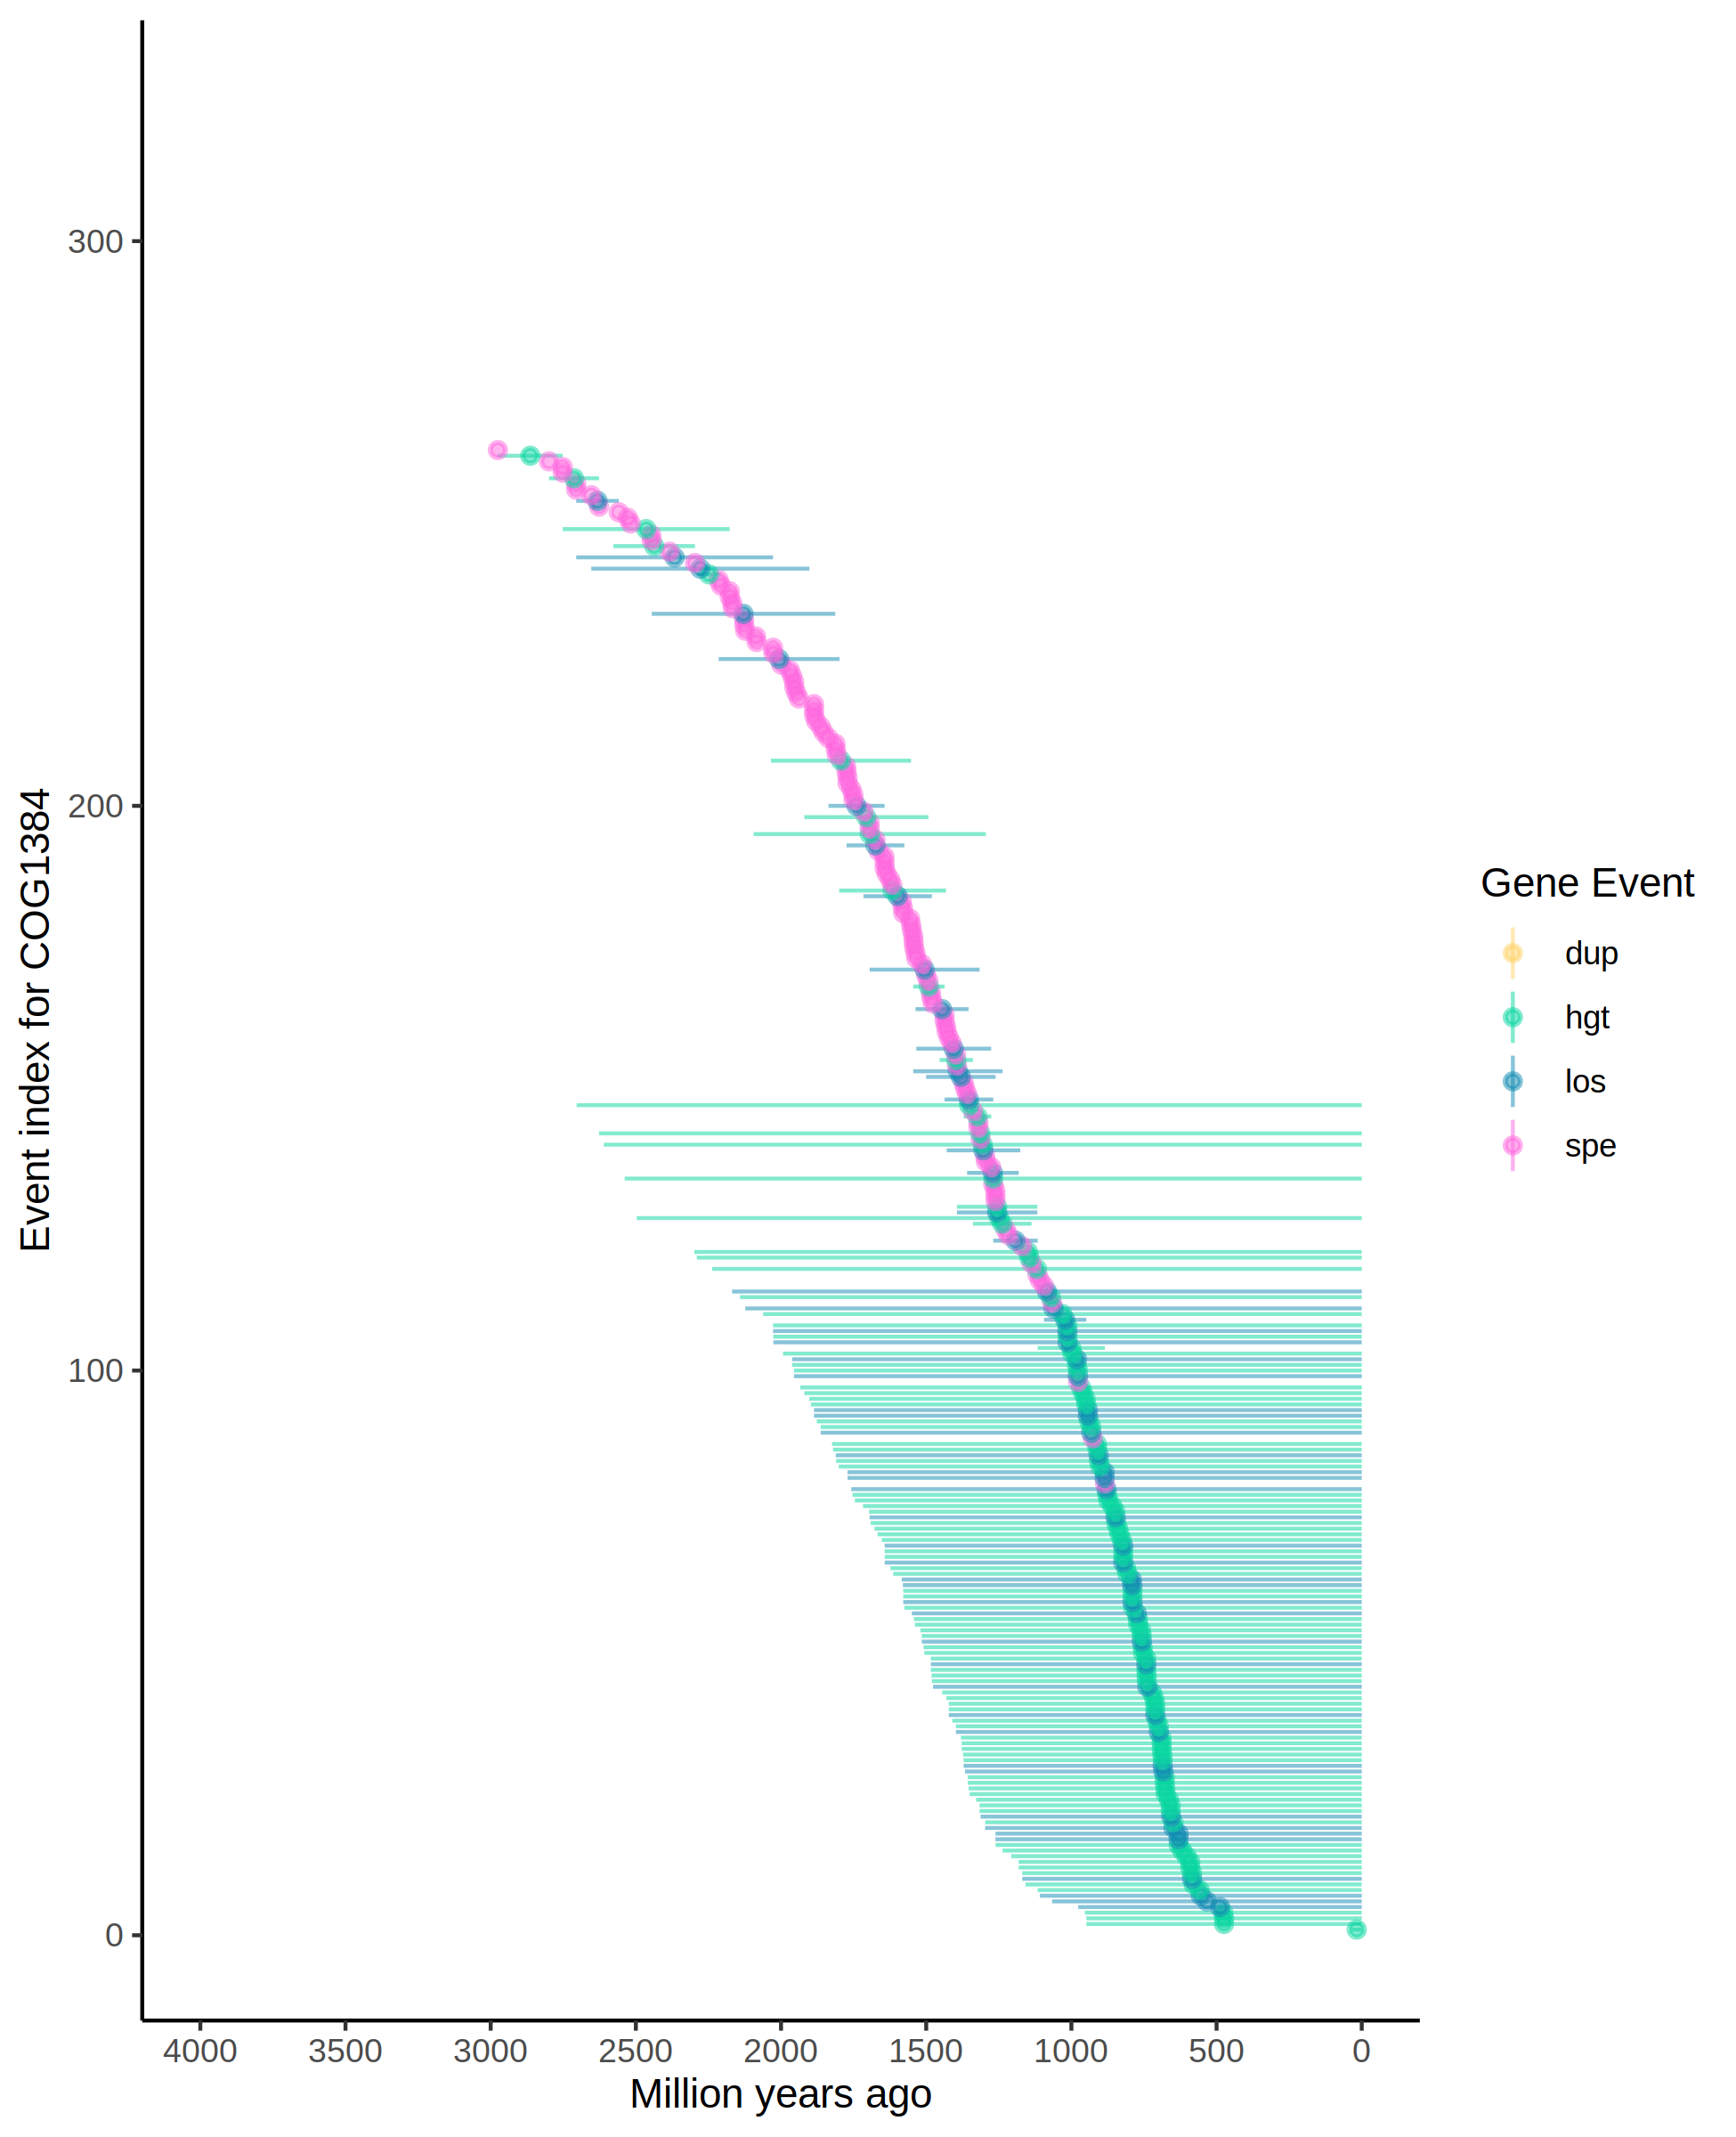 Event index for COG1384
300
200
100
0
4000 3500 3000 2500 2000 1500 1000 500 0
Million years ago
Gene Event
dup
hgt
los
spe